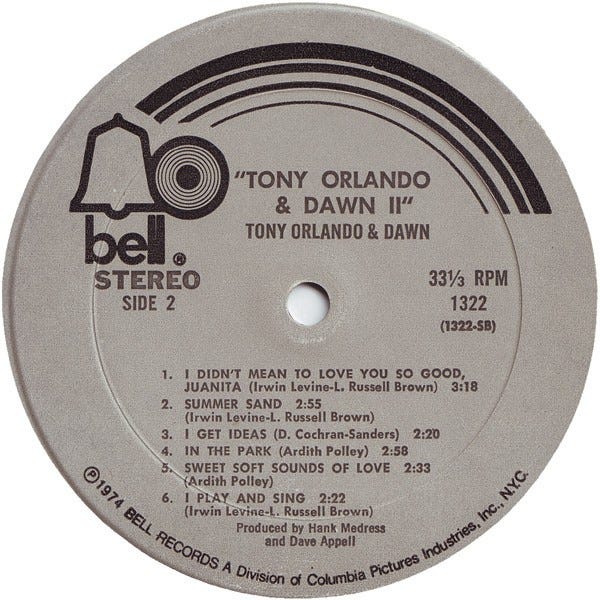 "TONY ORLANDO
& DAWN II"
TONY ORLANDO & DAWN
bell®
STEREO
SIDE 2
33⅓ RPM
1322
(1322-SB)
1. I DIDN'T MEAN TO LOVE YOU SO GOOD,
JUANITA (Irwin Levine-L. Russell Brown) 3:18
2. SUMMER SAND 2:55
(Irwin Levine-L. Russell Brown)
3. I GET IDEAS (D. Cochran-Sanders) 2:20
4. IN THE PARK (Ardith Polley) 2:58
5. SWEET SOFT SOUNDS OF LOVE 2:33
(Ardith Polley)
6. I PLAY AND SING 2:22
(Irwin Levine-L. Russell Brown)
Produced by Hank Medress
and Dave Appell
℗1974 BELL RECORDS A Division of Columbia Pictures Industries, Inc., N.Y.C.